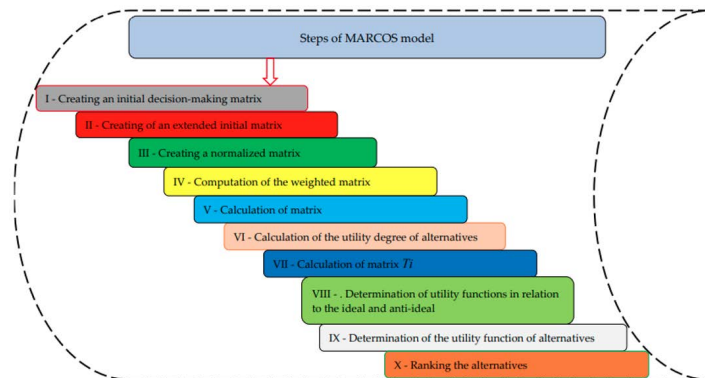 Steps of MARCOS model
I - Creating an initial decision-making matrix
II - Creating of an extended initial matrix
III - Creating a normalized matrix
IV - Computation of the weighted matrix
V - Calculation of matrix
VI - Calculation of the utility degree of alternatives
VII - Calculation of matrix Ti
VIII - . Determination of utility functions in relation
to the ideal and anti-ideal
IX - Determination of the utility function of alternatives
X - Ranking the alternatives